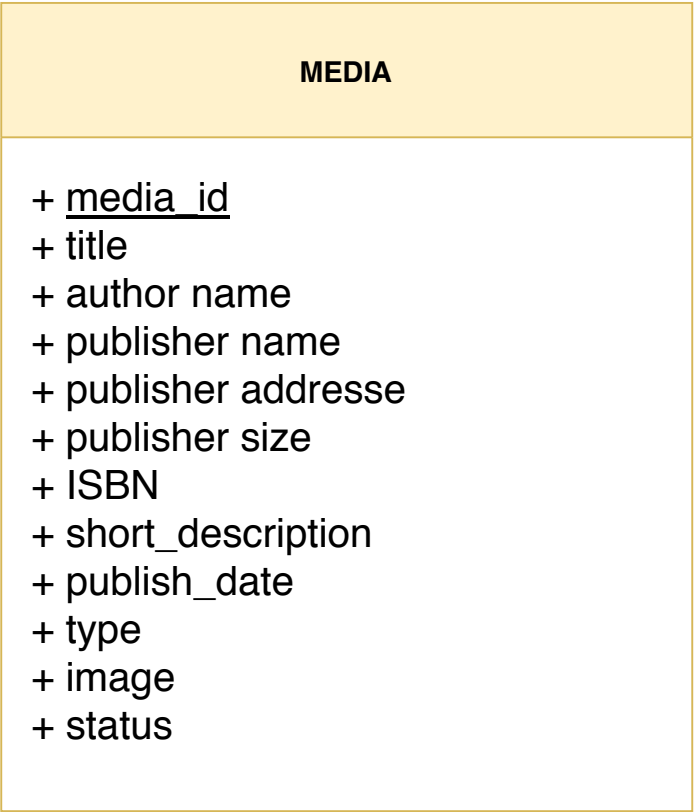 MEDIA
+ media_id
+ title
+ author name
+ publisher name
+ publisher addresse
+ publisher size
+ ISBN
+ short_description
+ publish_date
+ type
+ image
+ status